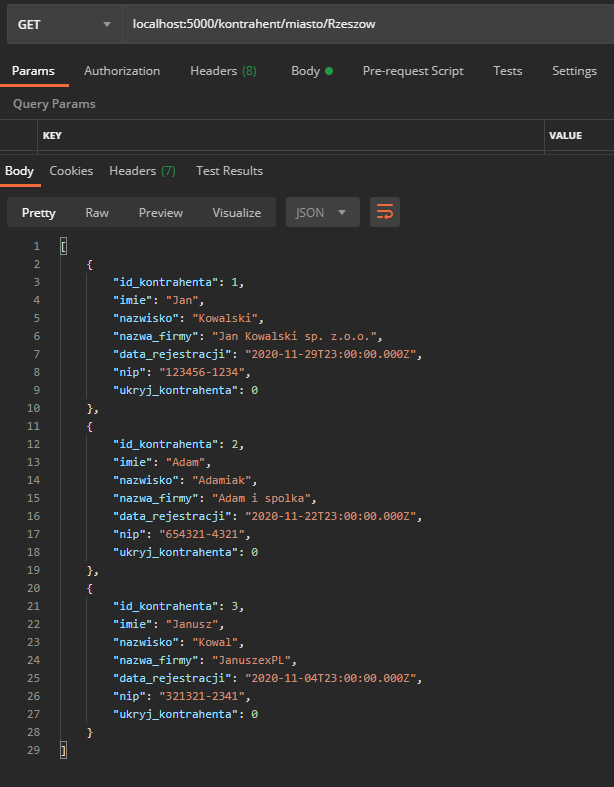 GET localhost:5000/kontrahent/miasto/Rzeszow
Params Authorization Headers (8) Body Pre-request Script Tests Settings
Query Params
KEY VALUE
Body Cookies Headers (7) Test Results
Pretty Raw Preview Visualize JSON
1 [
2 {
3 "id_kontrahenta": 1,
4 "imie": "Jan",
5 "nazwisko": "Kowalski",
6 "nazwa_firmy": "Jan Kowalski sp. z.o.o.",
7 "data_rejestracji": "2020-11-29T23:00:00.000Z",
8 "nip": "123456-1234",
9 "ukryj_kontrahenta": 0
10 },
11 {
12 "id_kontrahenta": 2,
13 "imie": "Adam",
14 "nazwisko": "Adamiak",
15 "nazwa_firmy": "Adam i spolka",
16 "data_rejestracji": "2020-11-22T23:00:00.000Z",
17 "nip": "654321-4321",
18 "ukryj_kontrahenta": 0
19 },
20 {
21 "id_kontrahenta": 3,
22 "imie": "Janusz",
23 "nazwisko": "Kowal",
24 "nazwa_firmy": "JanuszexPL",
25 "data_rejestracji": "2020-11-04T23:00:00.000Z",
26 "nip": "321321-2341",
27 "ukryj_kontrahenta": 0
28 }
29 ]